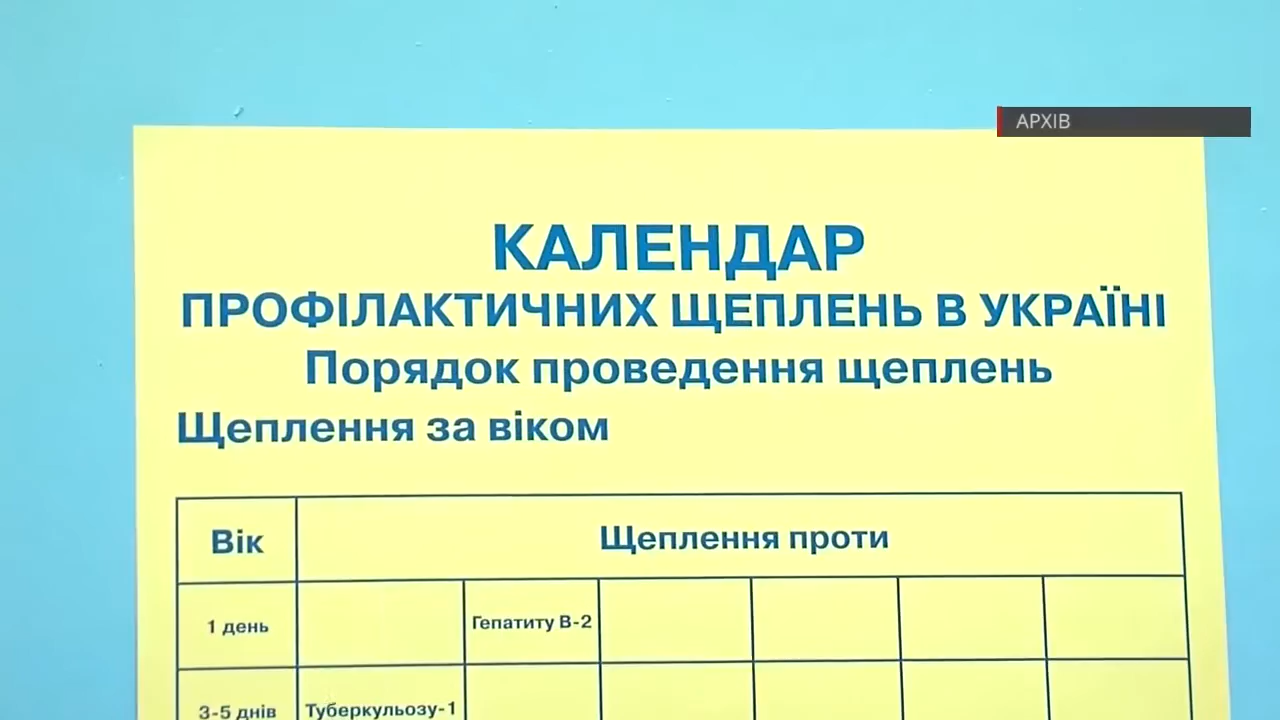 АРХІВ
КАЛЕНДАР
ПРОФІЛАКТИЧНИХ ЩЕПЛЕНЬ В УКРАЇНІ
Порядок проведення щеплень
Щеплення за віком
Вік Щеплення проти
1 день Гепатиту В-2
3-5 днів Туберкульозу-1